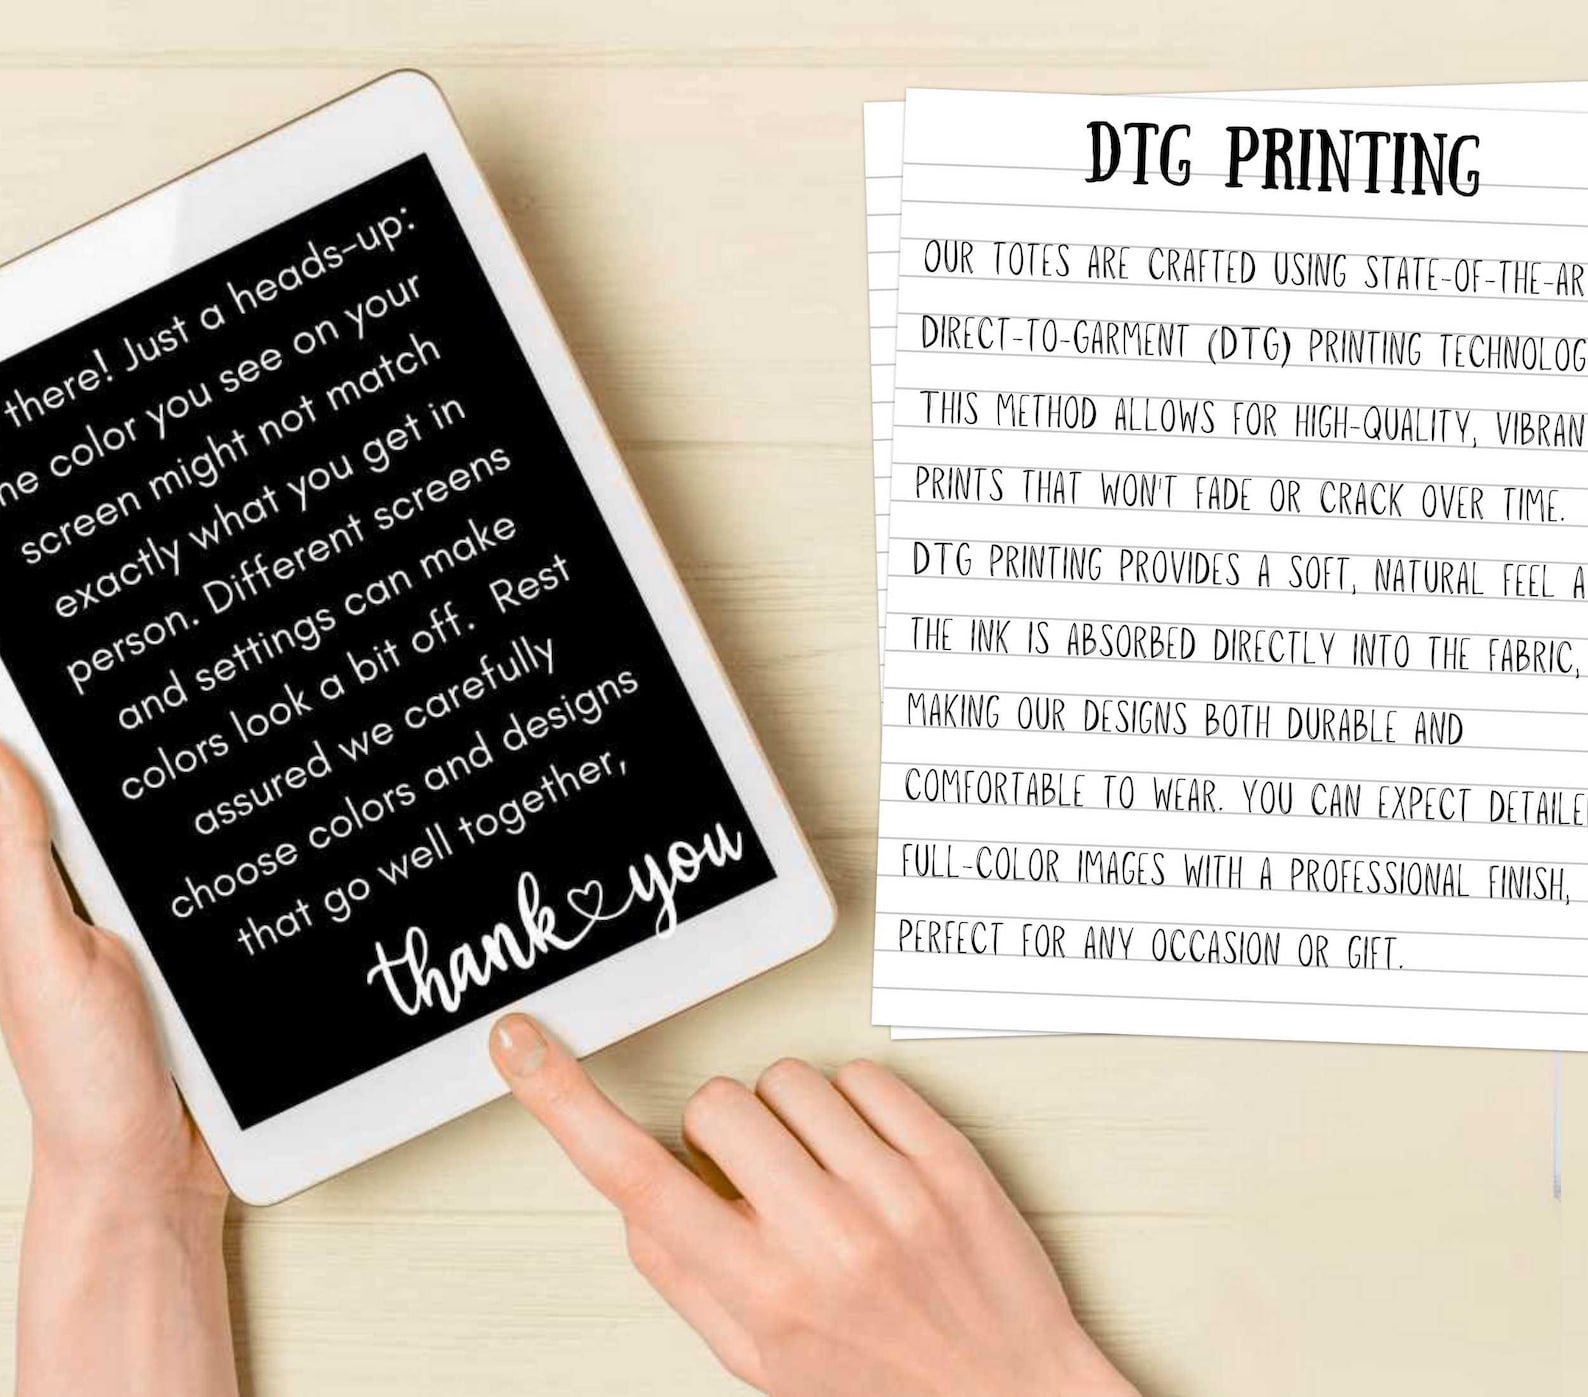 there! Just a heads-up:
he color you see on your
screen might not match
exactly what you get in
person. Different screens
and settings can make
colors look a bit off. Rest
assured we carefully
choose colors and designs
that go well together,
thank you
DTG PRINTING
OUR TOTES ARE CRAFTED USING STATE-OF-THE-AR
DIRECT-TO-GARMENT (DTG) PRINTING TECHNOLOG
THIS METHOD ALLOWS FOR HIGH-QUALITY, VIBRAN
PRINTS THAT WON'T FADE OR CRACK OVER TIME.
DTG PRINTING PROVIDES A SOFT, NATURAL FEEL A
THE INK IS ABSORBED DIRECTLY INTO THE FABRIC,
MAKING OUR DESIGNS BOTH DURABLE AND
COMFORTABLE TO WEAR. YOU CAN EXPECT DETAILE
FULL-COLOR IMAGES WITH A PROFESSIONAL FINISH,
PERFECT FOR ANY OCCASION OR GIFT.